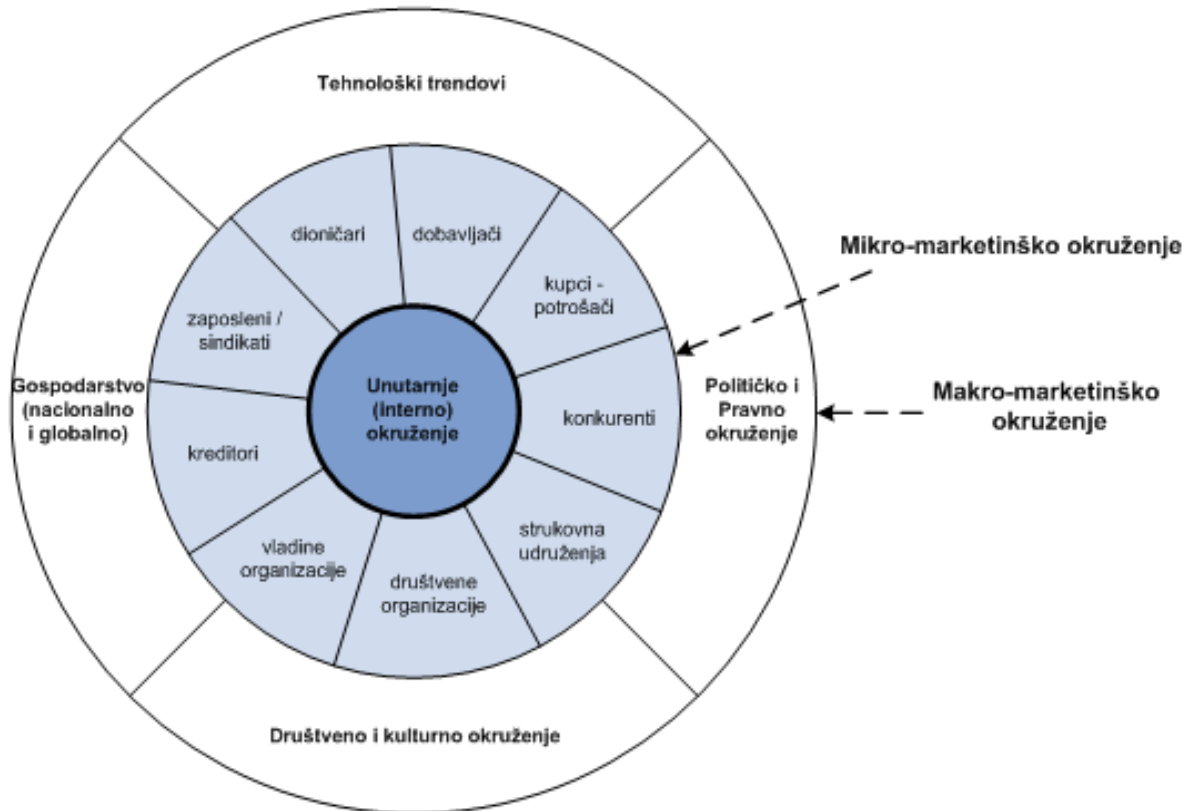 Tehnološki trendovi
dioničari
dobavljači
kupci -
potrošači
Mikro-marketinško okruženje
zaposleni /
sindikati
Gospodarstvo
(nacionalno
i globalno)
Unutarnje
(interno)
okruženje
konkurenti
Političko i
Pravno
okruženje
Makro-marketinško
okruženje
kreditori
strukovna
udruženja
vladine
organizacije
društvene
organizacije
Društveno i kulturno okruženje